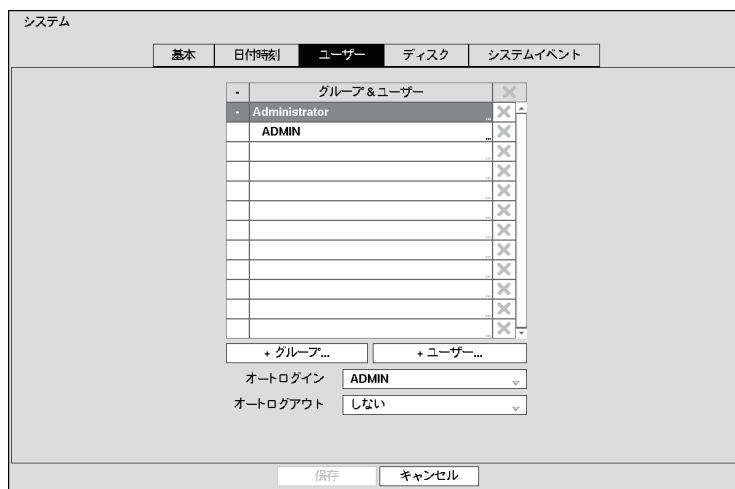 システム
基本 日付時刻 ユーザー ディスク システムイベント
- グループ&ユーザー
- Administrator ...
ADMIN ...
+ グループ... + ユーザー...
オートログイン ADMIN
オートログアウト しない
保存 キャンセル